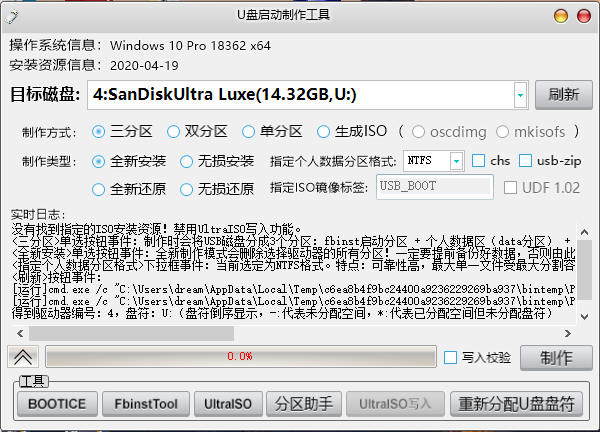 U盘启动制作工具
操作系统信息: Windows 10 Pro 18362 x64
安装资源信息: 2020-04-19
目标磁盘: 4:SanDiskUltra Luxe(14.32GB,U:) 刷新
制作方式: 三分区 双分区 单分区 生成ISO ( oscdimg mkisofs )
制作类型: 全新安装 无损安装 指定个人数据分区格式: NTFS chs usb-zip
全新还原 无损还原 指定ISO镜像标签: USB_BOOT UDF 1.02
实时日志:
没有找到指定的ISO安装资源！禁用UltraISO写入功能。
<三分区>单选按钮事件: 制作时会将USB磁盘分成3个分区: fbinst启动分区 + 个人数据区 (data分区) +
<全新安装>单选按钮事件: 全新制作模式会删除选择驱动器的所有分区！一定要提前备份好数据，否则由此
<指定个人数据分区格式>下拉框事件: 当前选定为NTFS格式。特点: 可靠性高，最大单一文件受最大分割容
<刷新>按钮事件:
[运行]cmd.exe /c "C:\Users\dream\AppData\Local\Temp\c6ea8b4f9bc24400a9236229269ba937\bintemp\P
[运行]cmd.exe /c "C:\Users\dream\AppData\Local\Temp\c6ea8b4f9bc24400a9236229269ba937\bintemp\P
得到驱动器编号: 4, 盘符: U: (盘符倒序显示, -:代表未分配空间, *:代表已分配空间但未分配盘符)
0.0% 写入校验 制作
工具
BOOTICE FbinstTool UltraISO 分区助手 UltraISO写入 重新分配U盘盘符